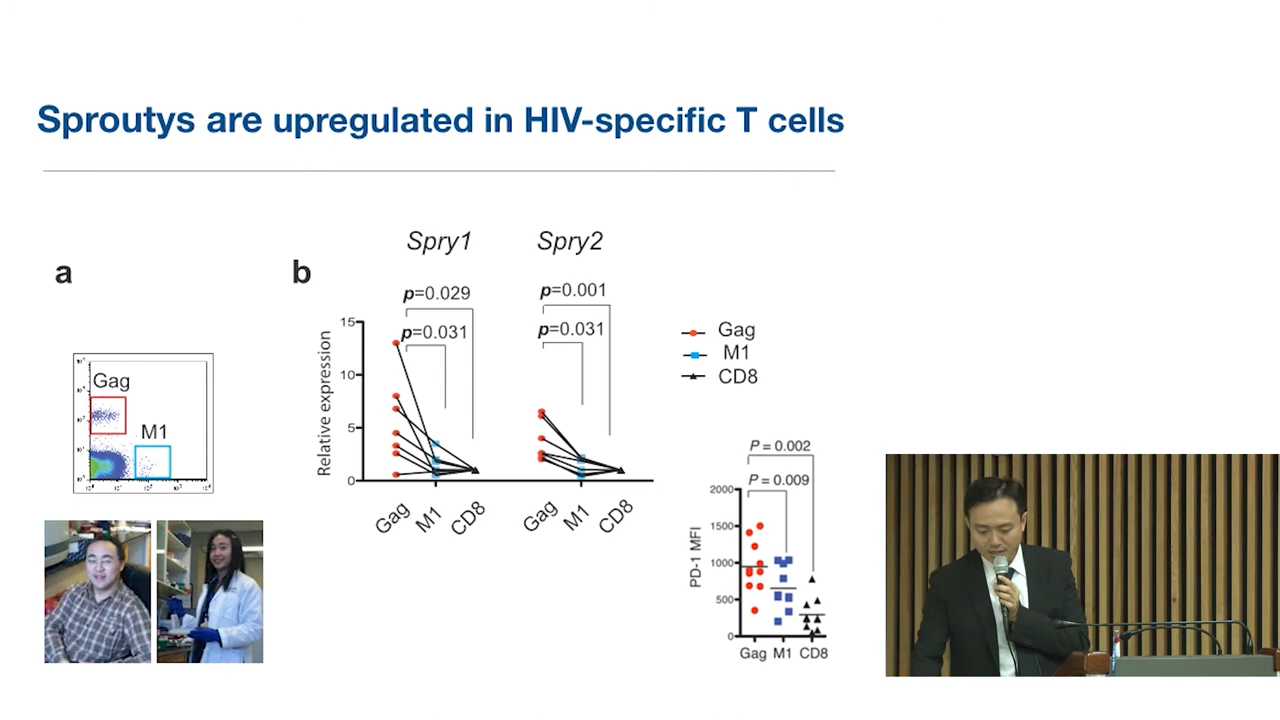 Sproutys are upregulated in HIV-specific T cells
a
Gag
M1
b
Spry1
Spry2
p=0.029
p=0.031
p=0.001
p=0.031
Relative expression
15
10
5
0
Gag
M1
CD8
Gag
M1
CD8
Gag
M1
CD8
P = 0.002
P = 0.009
PD-1 MFI
2000
1500
1000
500
0
Gag M1 CD8